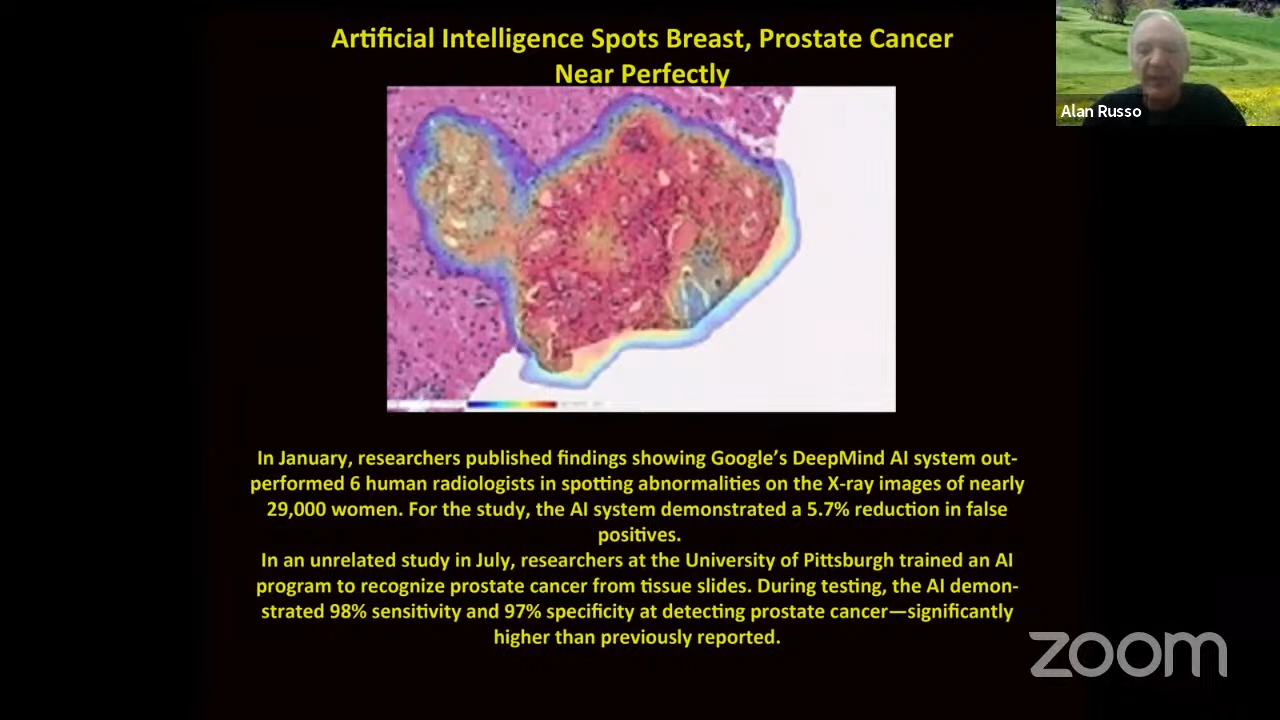 Artificial Intelligence Spots Breast, Prostate Cancer
Near Perfectly
Alan Russo
In January, researchers published findings showing Google's DeepMind AI system out-
performed 6 human radiologists in spotting abnormalities on the X-ray images of nearly
29,000 women. For the study, the AI system demonstrated a 5.7% reduction in false
positives.
In an unrelated study in July, researchers at the University of Pittsburgh trained an AI
program to recognize prostate cancer from tissue slides. During testing, the AI demon-
strated 98% sensitivity and 97% specificity at detecting prostate cancer—significantly
higher than previously reported.
zoom